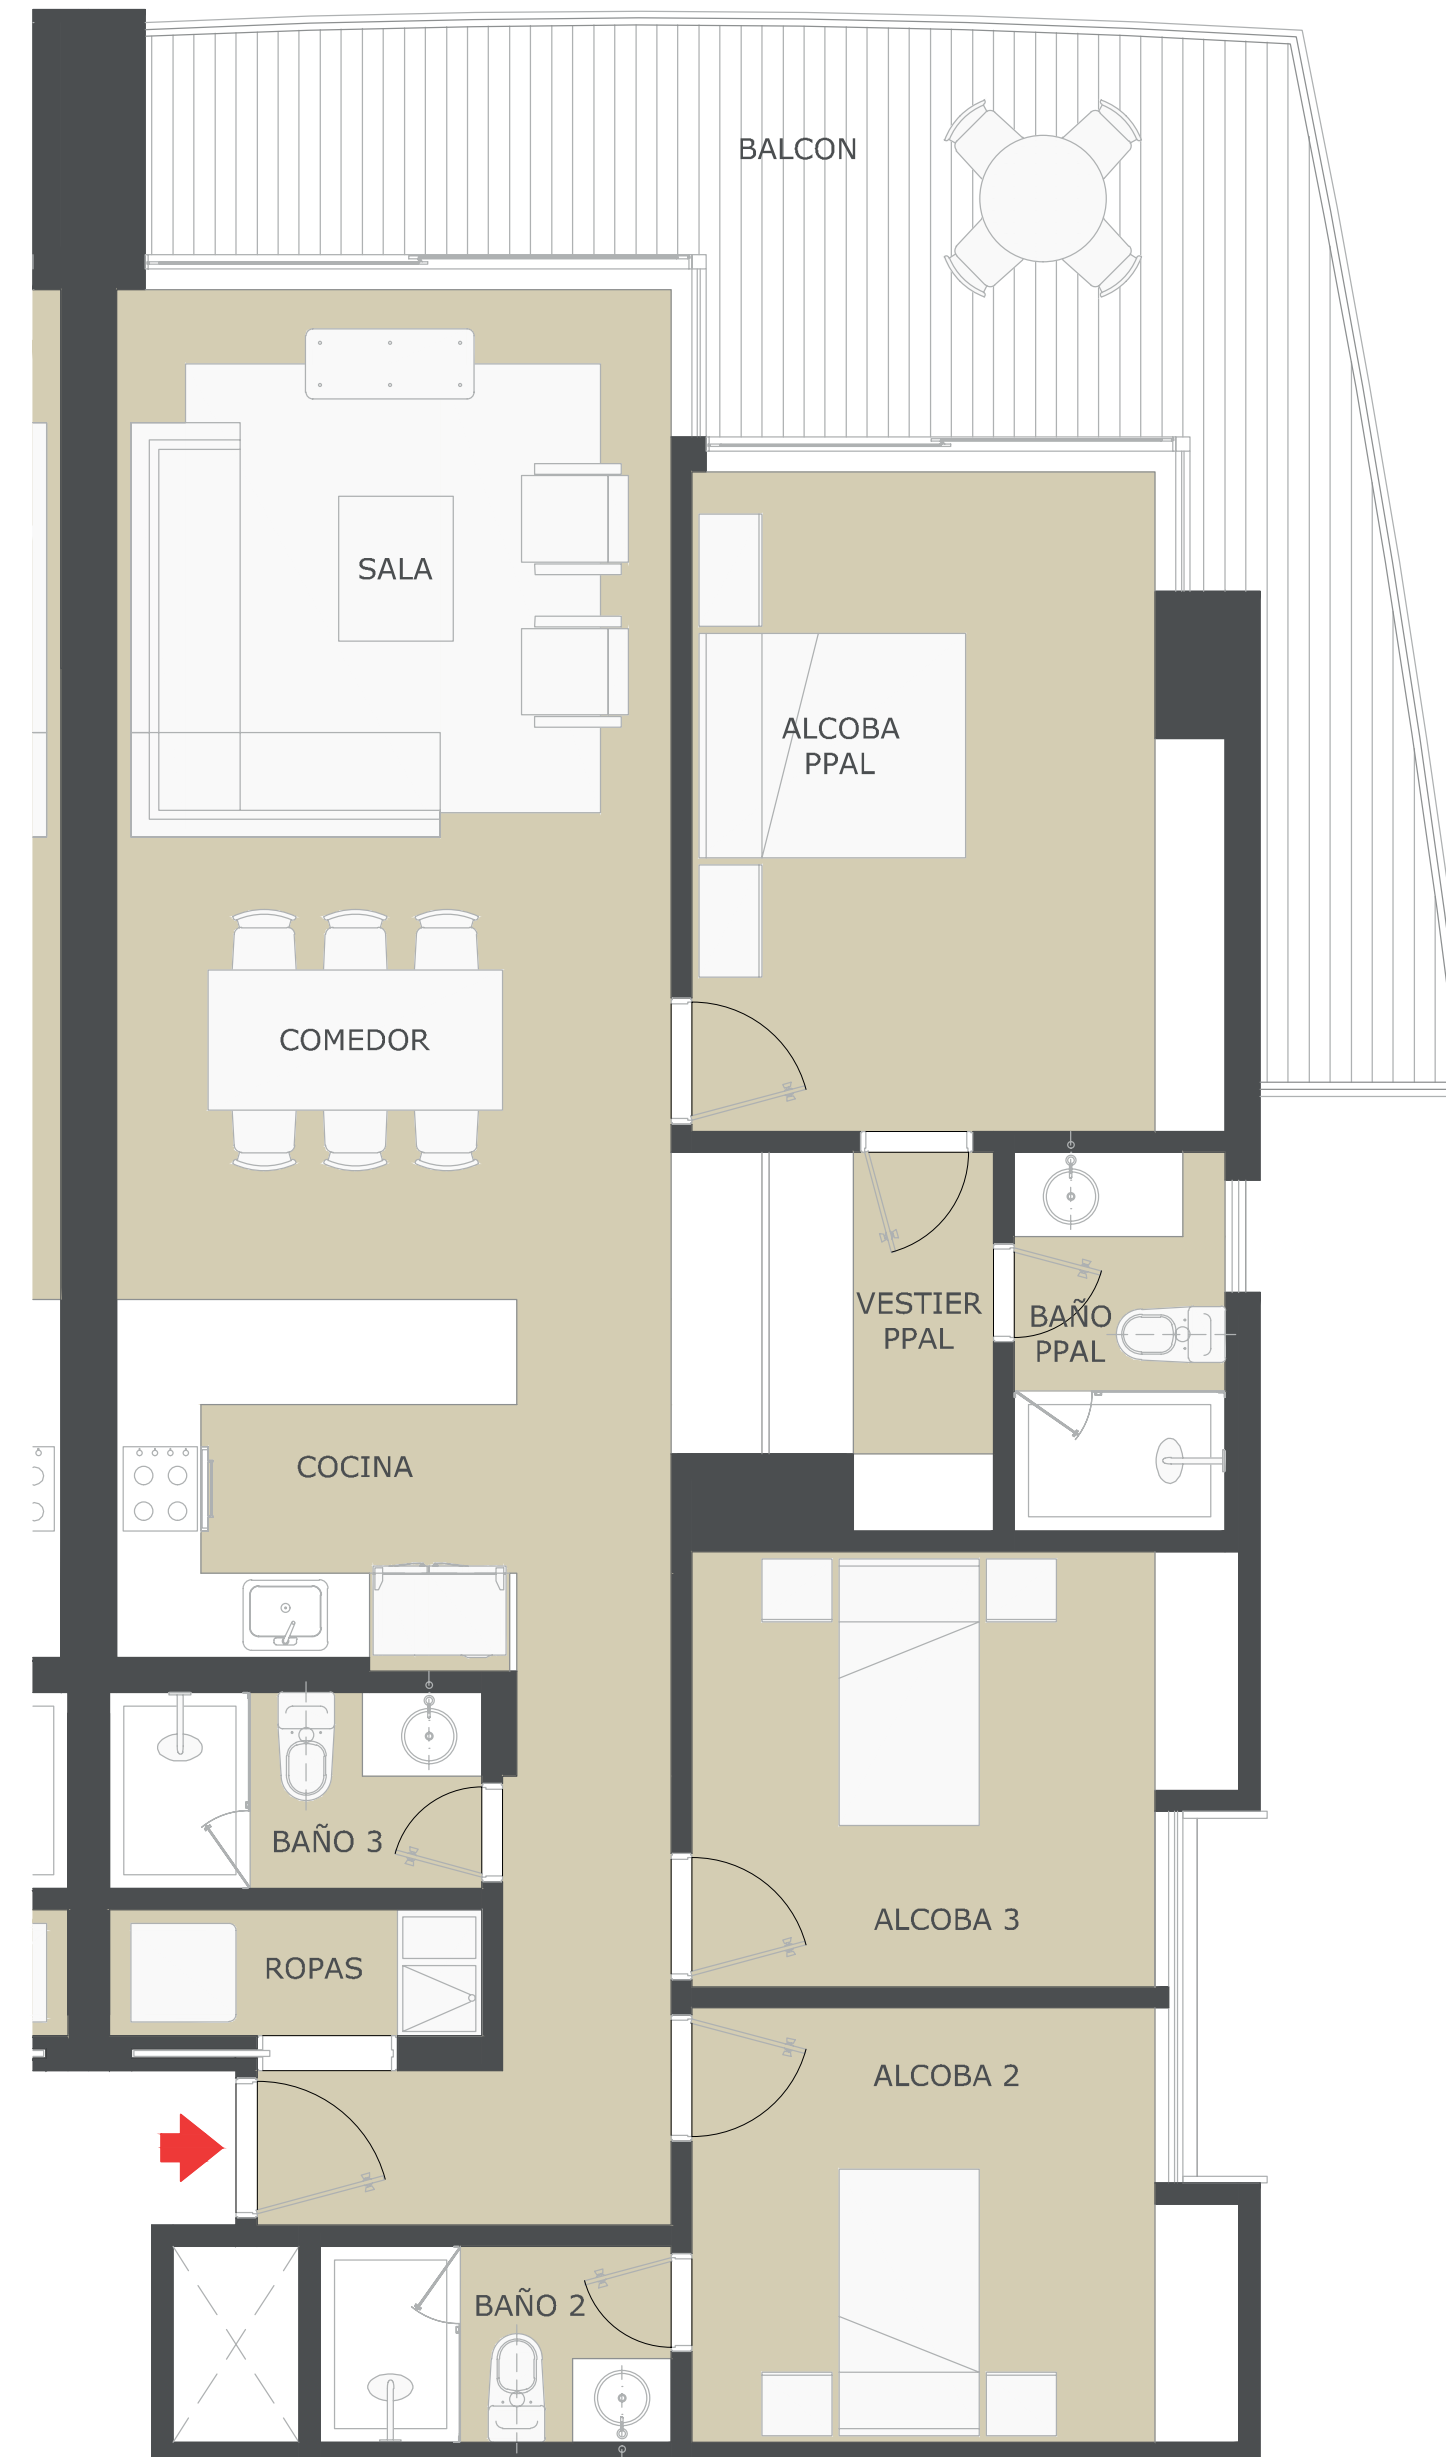 BALCON
SALA
ALCOBA
PPAL
COMEDOR
VESTIER
PPAL
BAÑO
PPAL
COCINA
BAÑO 3
ALCOBA 3
ROPAS
ALCOBA 2
BAÑO 2